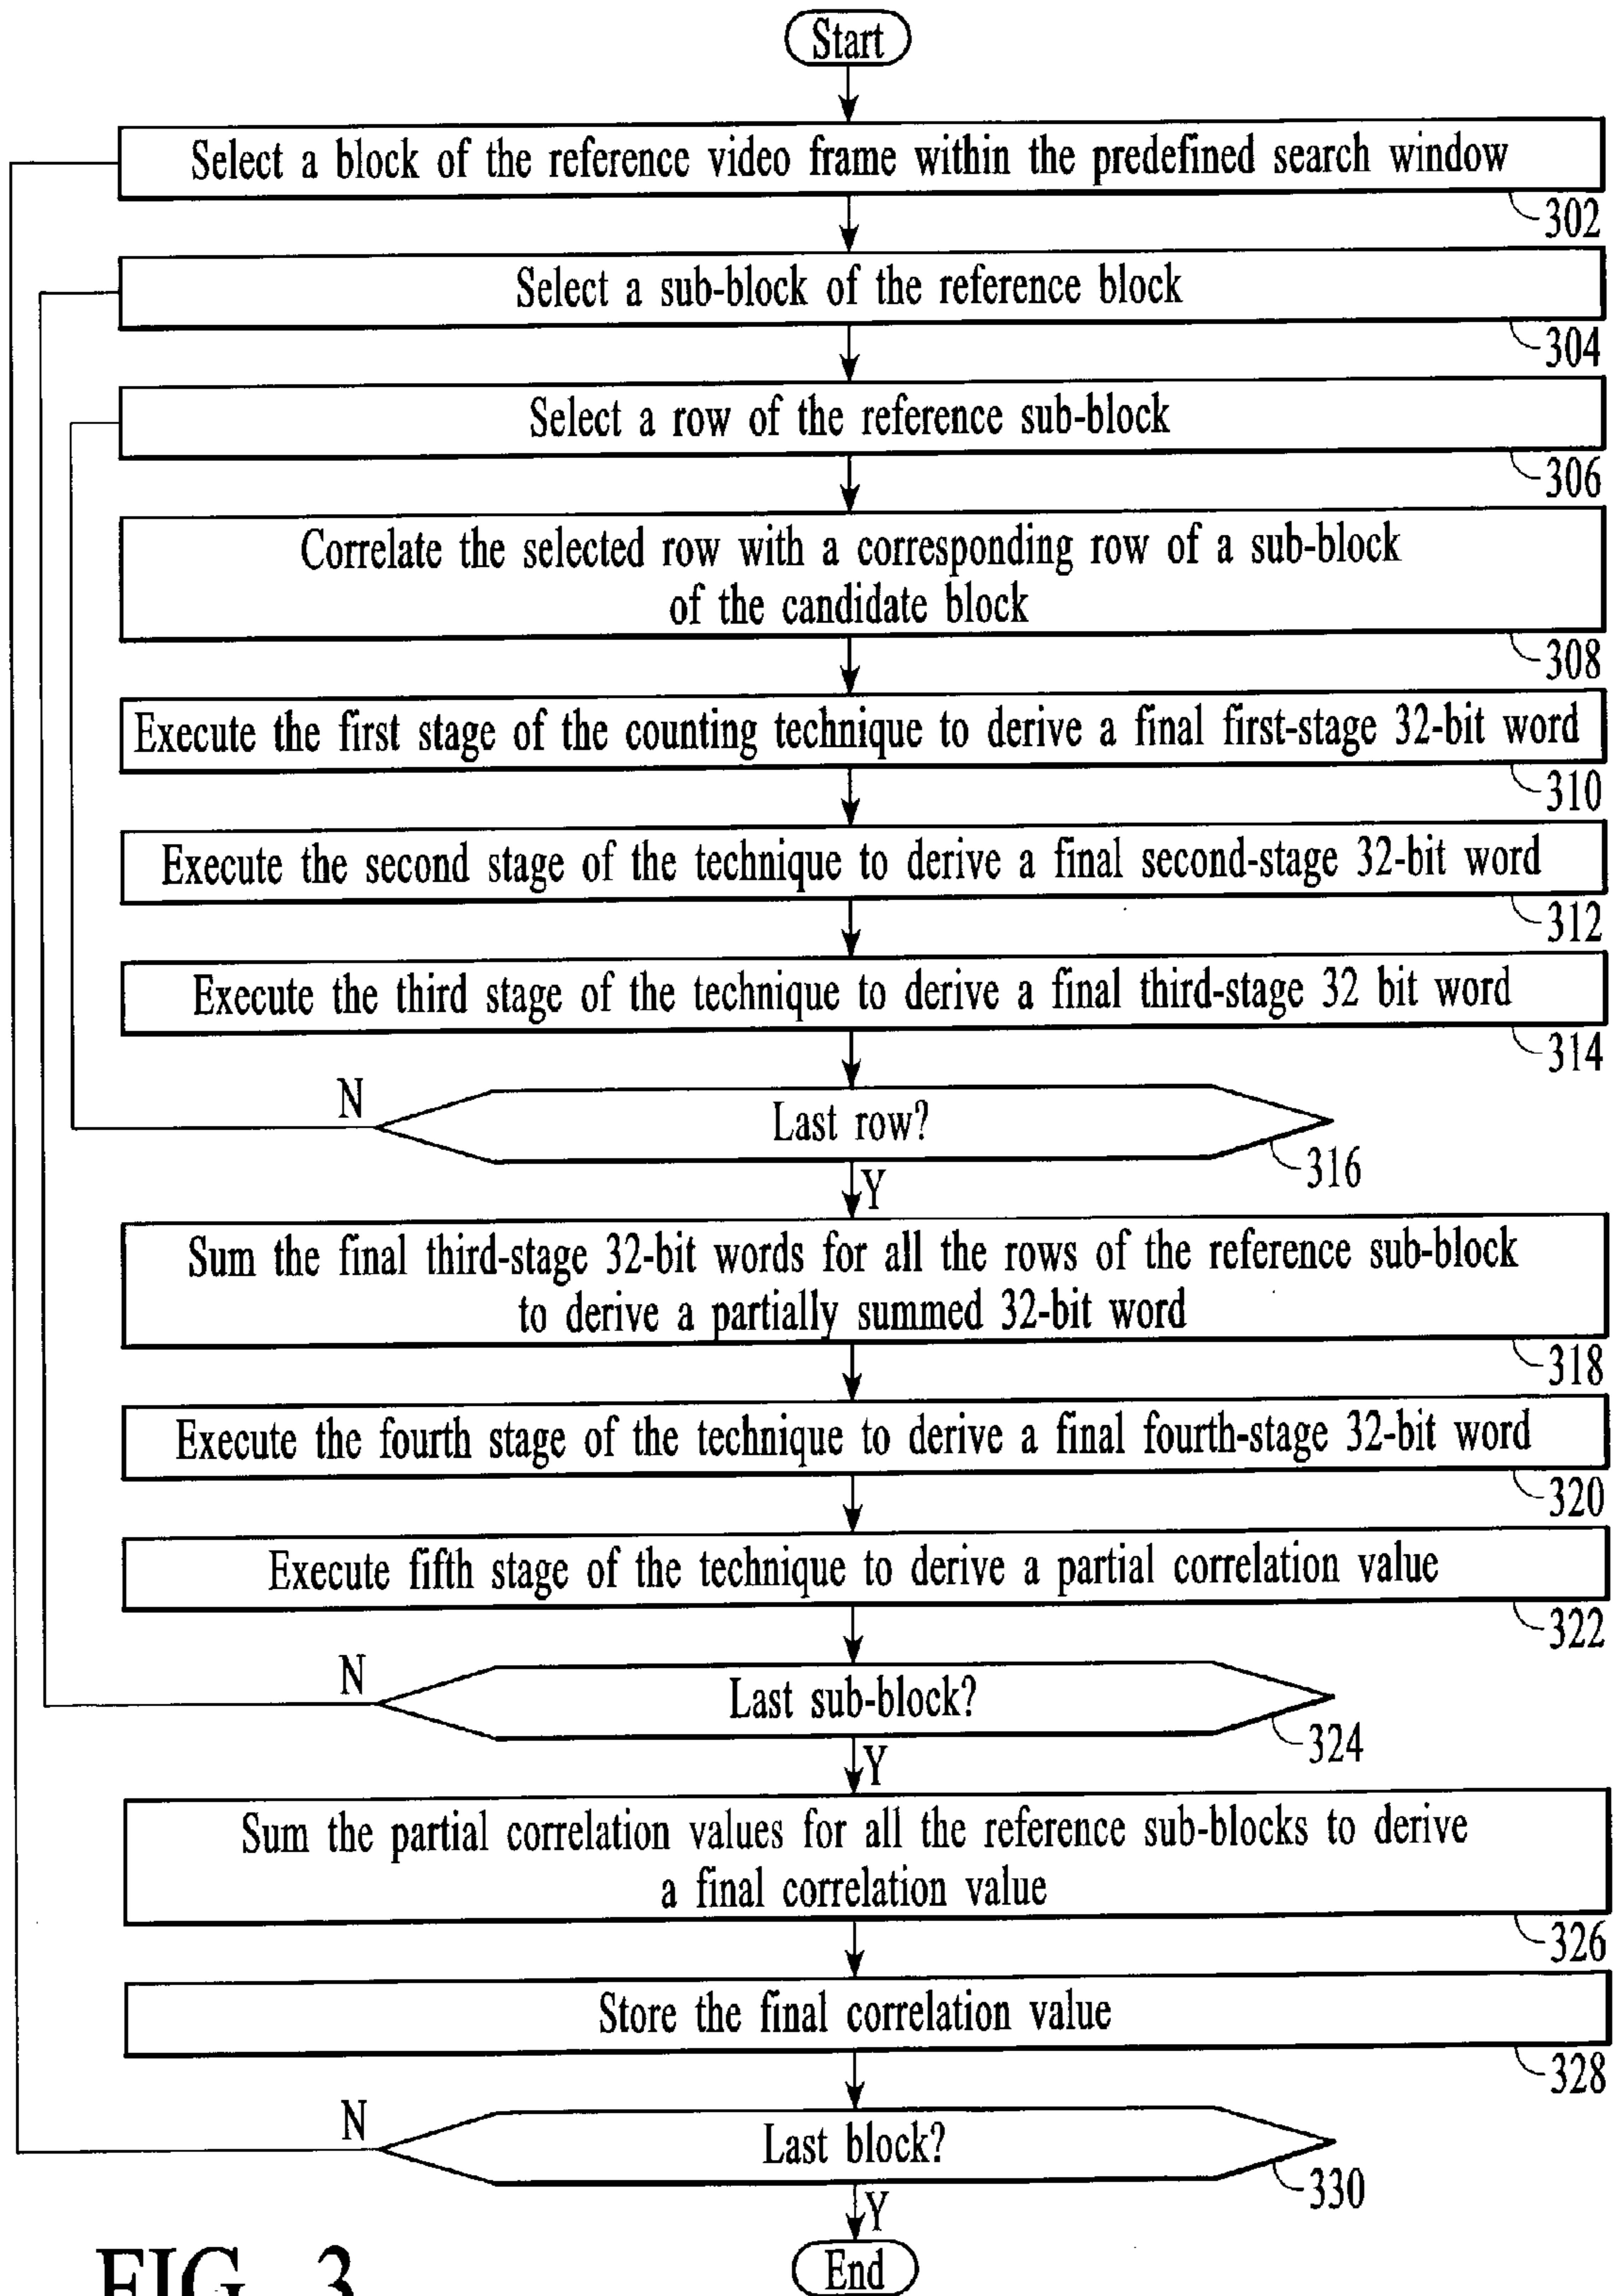 Start
Select a block of the reference video frame within the predefined search window
302
Select a sub-block of the reference block
304
Select a row of the reference sub-block
306
Correlate the selected row with a corresponding row of a sub-block
of the candidate block
308
Execute the first stage of the counting technique to derive a final first-stage 32-bit word
310
Execute the second stage of the technique to derive a final second-stage 32-bit word
312
Execute the third stage of the technique to derive a final third-stage 32 bit word
314
N
Last row?
316
Y
Sum the final third-stage 32-bit words for all the rows of the reference sub-block
to derive a partially summed 32-bit word
318
Execute the fourth stage of the technique to derive a final fourth-stage 32-bit word
320
Execute fifth stage of the technique to derive a partial correlation value
322
N
Last sub-block?
324
Y
Sum the partial correlation values for all the reference sub-blocks to derive
a final correlation value
326
Store the final correlation value
328
N
Last block?
330
Y
End
FIG. 3